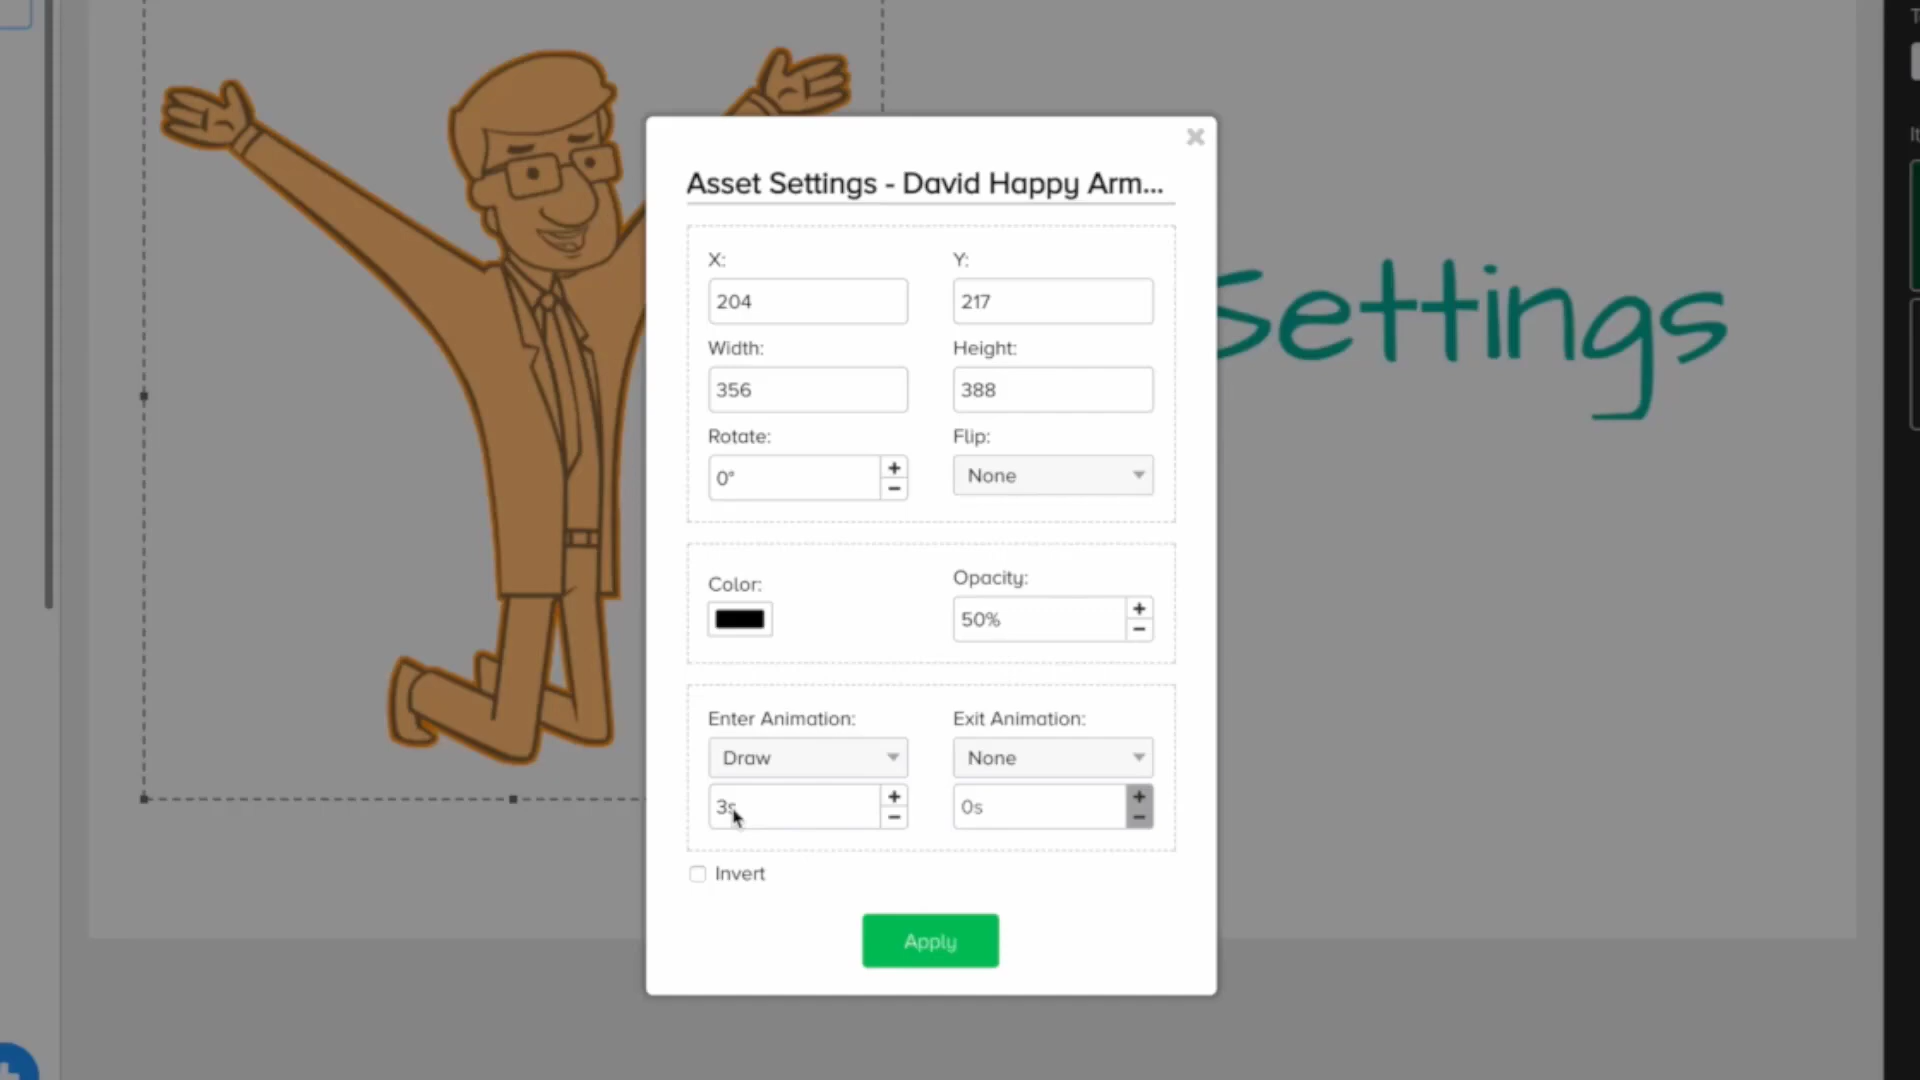 Asset Settings - David Happy Arm...
X:
Y:
204
217
Width:
Height:
356
388
Rotate:
Flip:
0°
None
Settings
Color:
Opacity:
50%
Enter Animation:
Exit Animation:
Draw
None
3s
0s
Invert
Apply